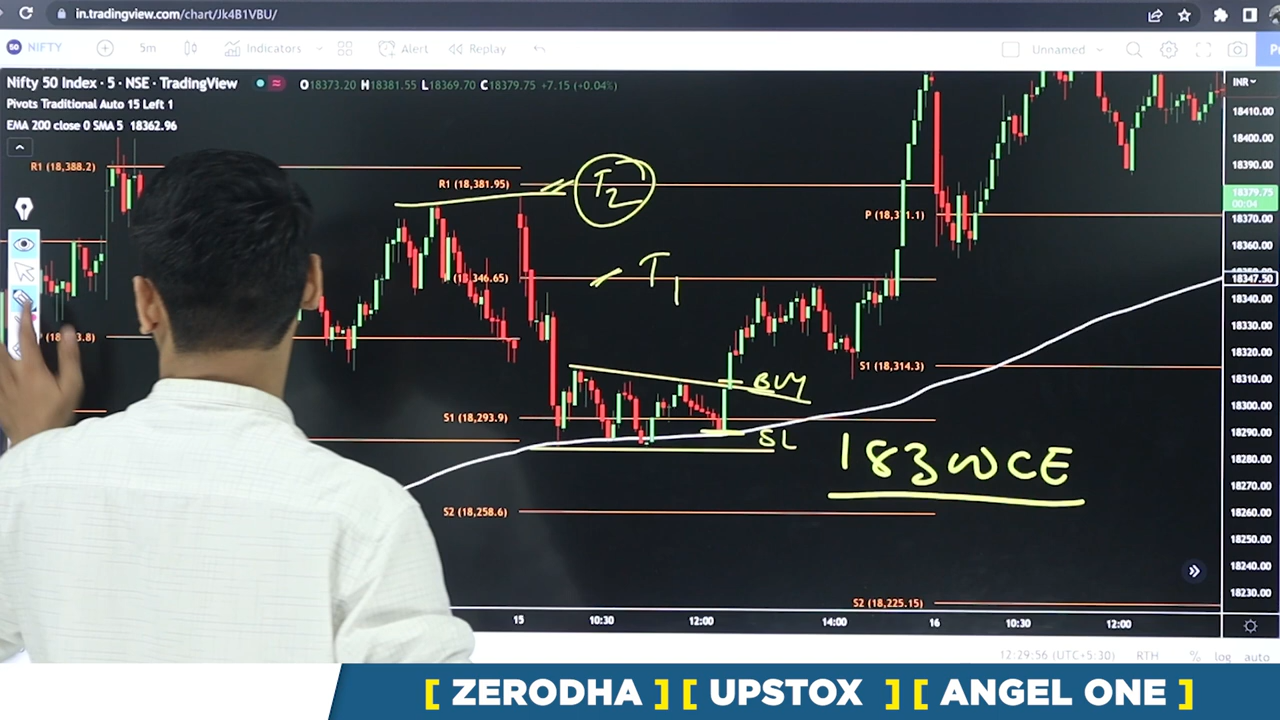 in.tradingview.com/chart/Jk4B1VBU/
50 NIFTY 5m Indicators Alert Replay Unnamed
Nifty 50 Index · 5 · NSE · TradingView O18373.20 H18381.55 L18369.70 C18379.75 +7.15 (+0.04%) INR
Pivots Traditional Auto 15 Left 1
EMA 200 close 0 SMA 5 18362.96
18410.00
18400.00
R1 (18,388.2)
18390.00
R1 (18,381.95)
T2
18379.75
00:04
18370.00
18360.00
T1
18347.50
18340.00
18330.00
18320.00
S1 (18,314.3)
18310.00
BUY
18300.00
S1 (18,293.9)
18290.00
SL
18280.00
18300CE
18270.00
S2 (18,258.6)
18260.00
18250.00
18240.00
18230.00
S2 (18,225.15)
15 10:30 12:00 14:00 16 10:30 12:00
12:29:56 (UTC+5:30) RTH % log auto
[ ZERODHA ] [ UPSTOX ] [ ANGEL ONE ]